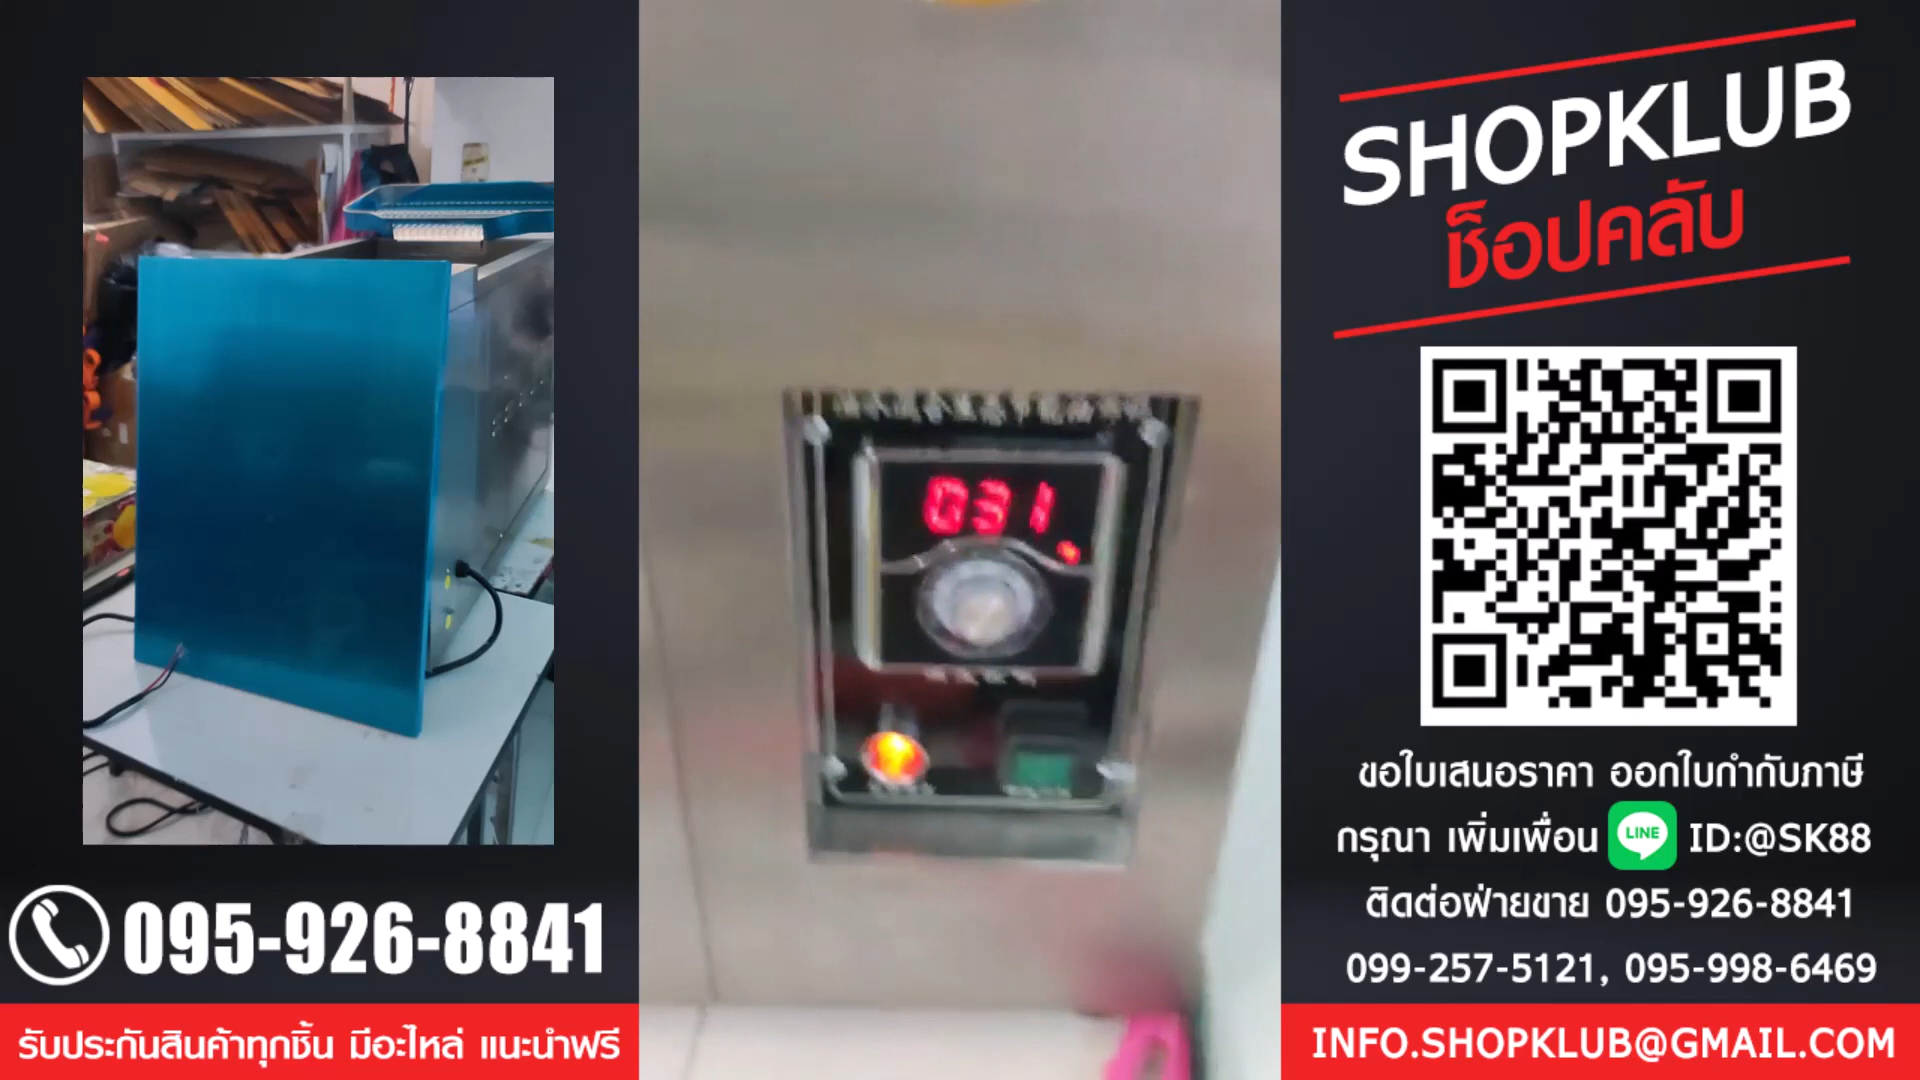 095-926-8841
รับประกันสินค้าทุกชิ้น มีอะไหล่ แนะนำฟรี
031.
SHOPKLUB
ช็อปคลับ
ขอใบเสนอราคา ออกใบกำกับภาษี
กรุณา เพิ่มเพื่อน LINE ID:@SK88
ติดต่อฝ่ายขาย 095-926-8841
099-257-5121, 095-998-6469
INFO.SHOPKLUB@GMAIL.COM